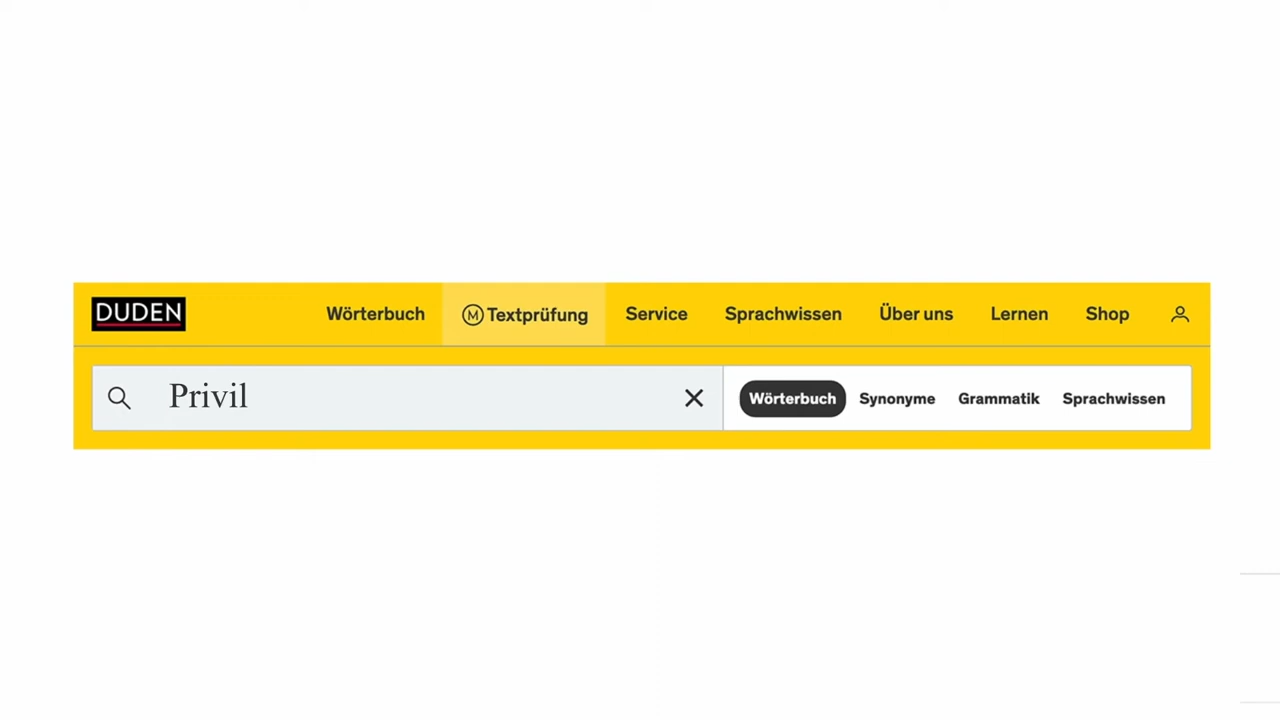 DUDEN Wörterbuch M Textprüfung Service Sprachwissen Über uns Lernen Shop
Privil Wörterbuch Synonyme Grammatik Sprachwissen